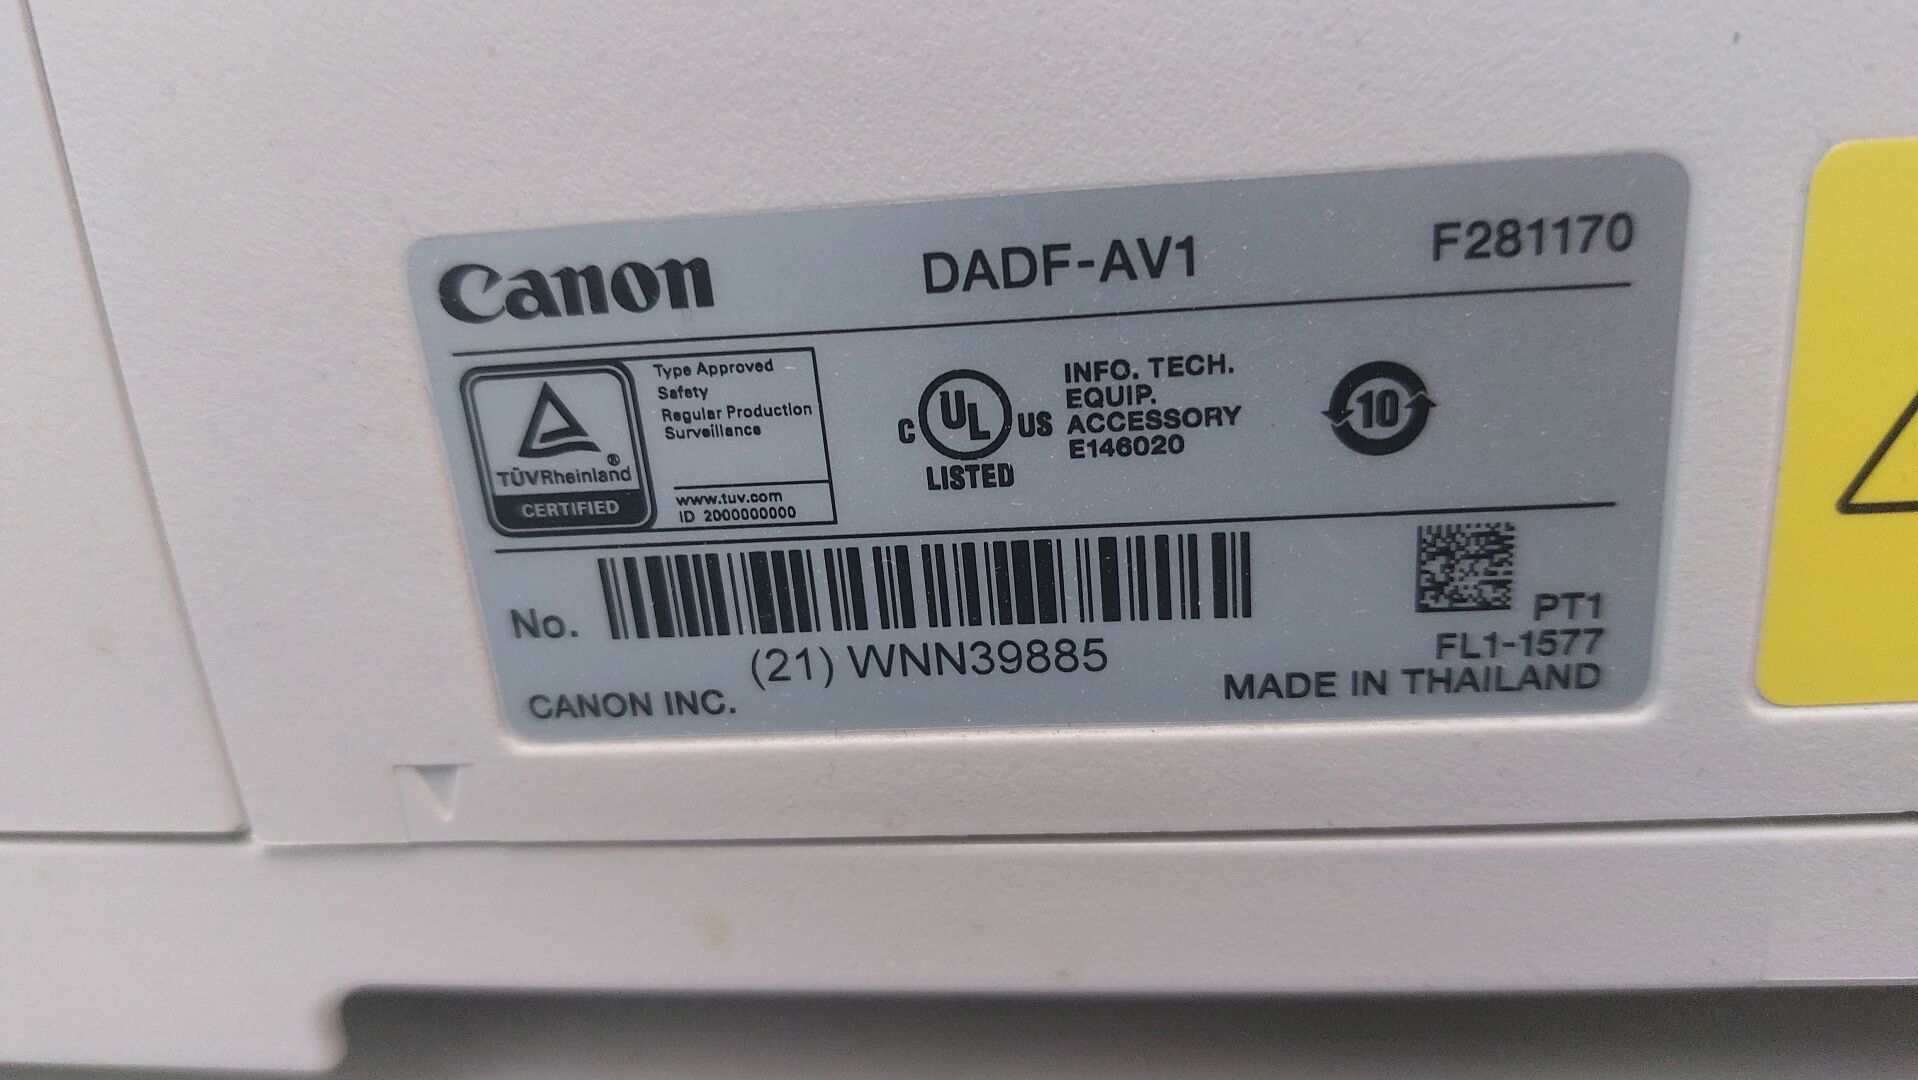 Canon DADF-AV1 F281170
Type Approved
Safety
Regular Production
Surveillance
TÜVRheinland®
CERTIFIED
www.tuv.com
ID 2000000000
C UL US
LISTED
INFO. TECH.
EQUIP.
ACCESSORY
E146020
10
No.
(21) WNN39885
CANON INC.
PT1
FL1-1577
MADE IN THAILAND